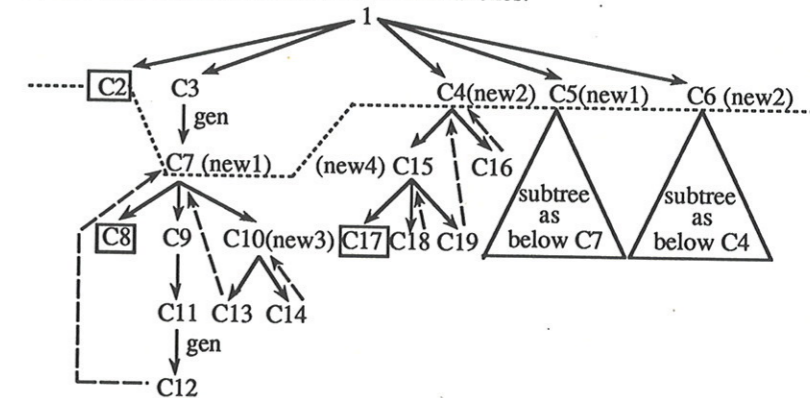 1
C2 C3 C4(new2) C5(new1) C6 (new2)
gen
C7 (new1) (new4) C15 C16
subtree
as
below C7
subtree
as
below C4
C8 C9 C10(new3) C17 C18 C19
C11 C13 C14
gen
C12